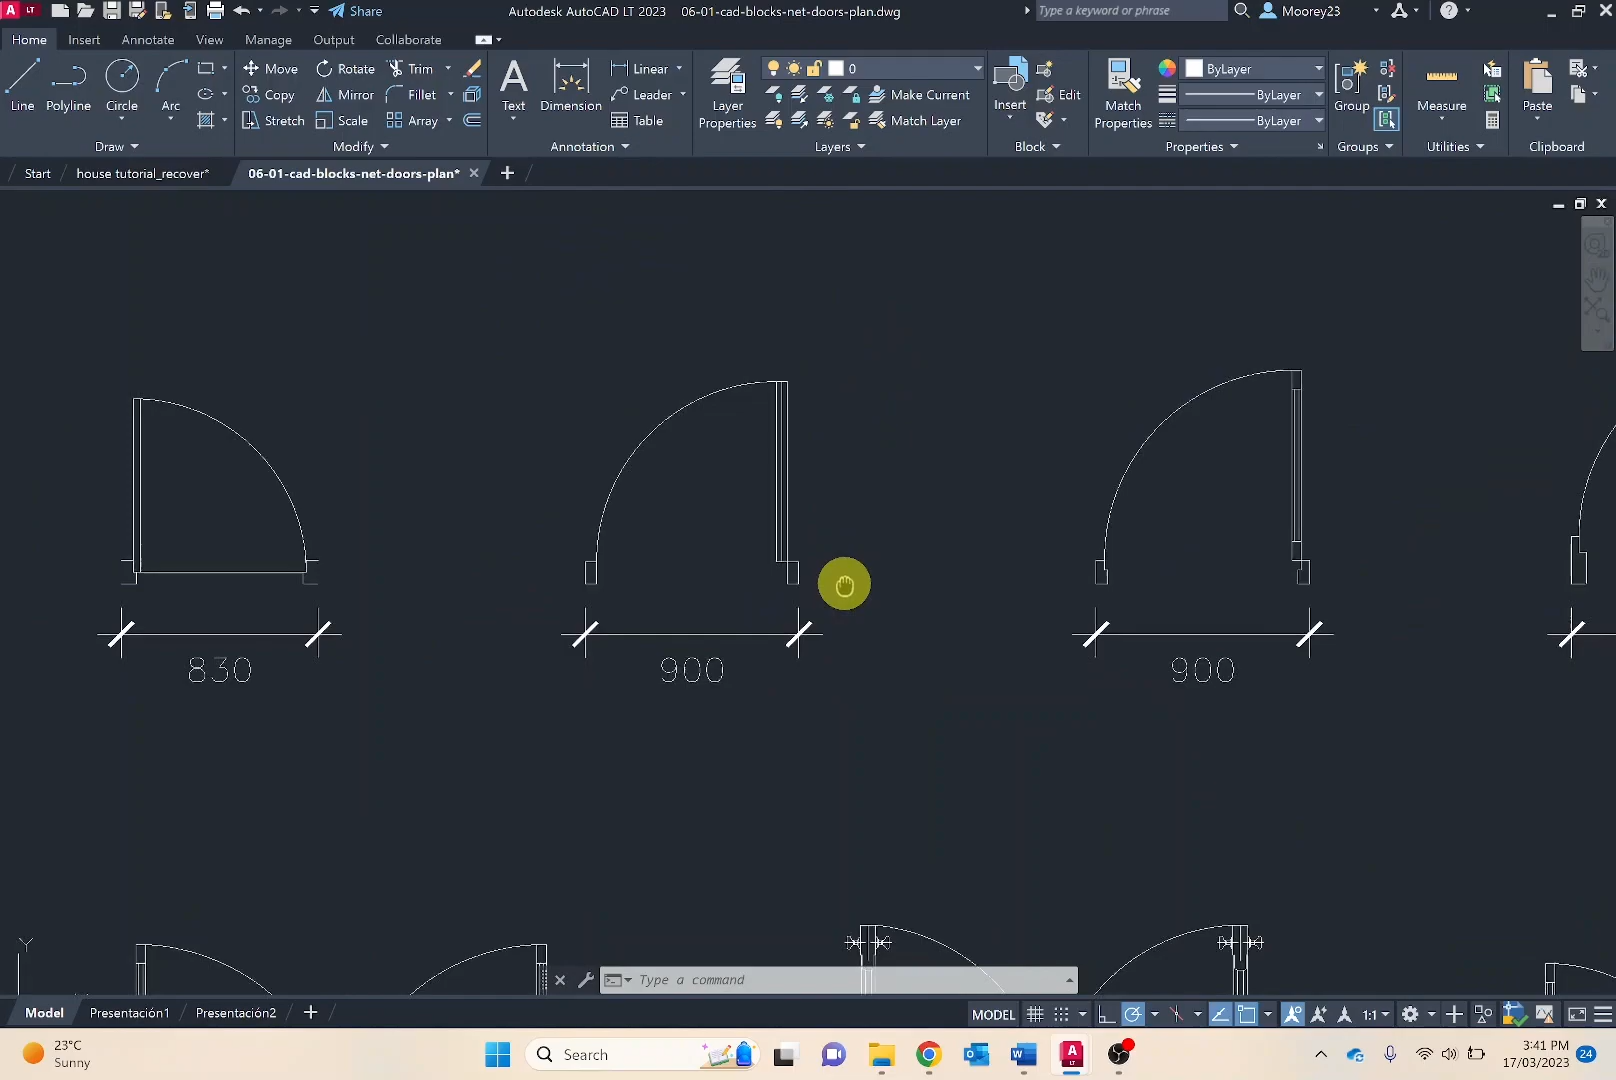 A LT Share Autodesk AutoCAD LT 2023 06-01-cad-blocks-net-doors-plan.dwg Type a keyword or phrase Moorey23
Home Insert Annotate View Manage Output Collaborate
Move Rotate Trim Linear 0 ByLayer
Line Polyline Circle Arc Copy Mirror Fillet Text Dimension Leader Layer Properties Make Current Insert Edit Match Properties ByLayer Group Measure Paste
Stretch Scale Array Table Match Layer ByLayer
Draw Modify Annotation Layers Block Properties Groups Utilities Clipboard
Start house tutorial_recover* 06-01-cad-blocks-net-doors-plan*
830 900 900
Y
Type a command
Model Presentación1 Presentación2 MODEL 1:1
23°C
Sunny
Search
3:41 PM
17/03/2023 24